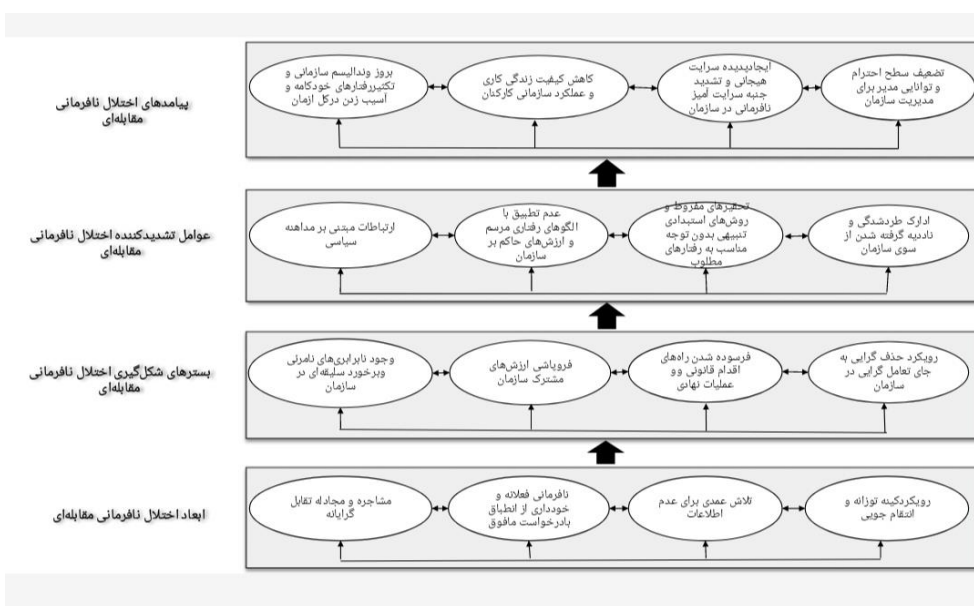 پیامدهای اختلال نافرمانی
مقابله‌ای
تضعیف سطح احترام
و توانایی مدیر برای
مدیریت سازمان
ایجادپدیده سرایت
هیجانی و تشدید
جنبه سرایت آمیز
نافرمانی در سازمان
کاهش کیفیت زندگی کاری
و عملکرد سازمانی کارکنان
بروز وندالیسم سازمانی و
تکثیررفتارهای خودکامه و
آسیب زدن درکل ازمان
عوامل تشدیدکننده اختلال نافرمانی
مقابله‌ای
ادارک طردشدگی و
نادیده گرفته شدن از
سوی سازمان
تحقیرهای مفروط و
روش‌های استبدادی
تنبیهی بدون توجه
مناسب به رفتارهای
مطلوب
عدم تطبیق با
الگوهای رفتاری مرسم
و ارزش‌های حاکم بر
سازمان
ارتباطات مبتنی بر مداهنه
سیاسی
بسترهای شکل‌گیری اختلال نافرمانی
مقابله‌ای
رویکرد حذف گرایی به
جای تعامل گرایی در
سازمان
فرسوده شدن راه‌های
اقدام قانونی وو
عملیات نهادی
فروپاشی ارزش‌های
مشترک سازمان
وجود نابرابری‌های نامرئی
وبرخورد سلیقه‌ای در
سازمان
ابعاد اختلال نافرمانی مقابله‌ای
رویکردکینه توزانه و
انتقام جویی
تلاش عمدی برای عدم
اطلاعات
نافرمانی فعلانه و
خودداری از انطباق
بادرخواست مافوق
مشاجره و مجادله تقابل
گرایانه